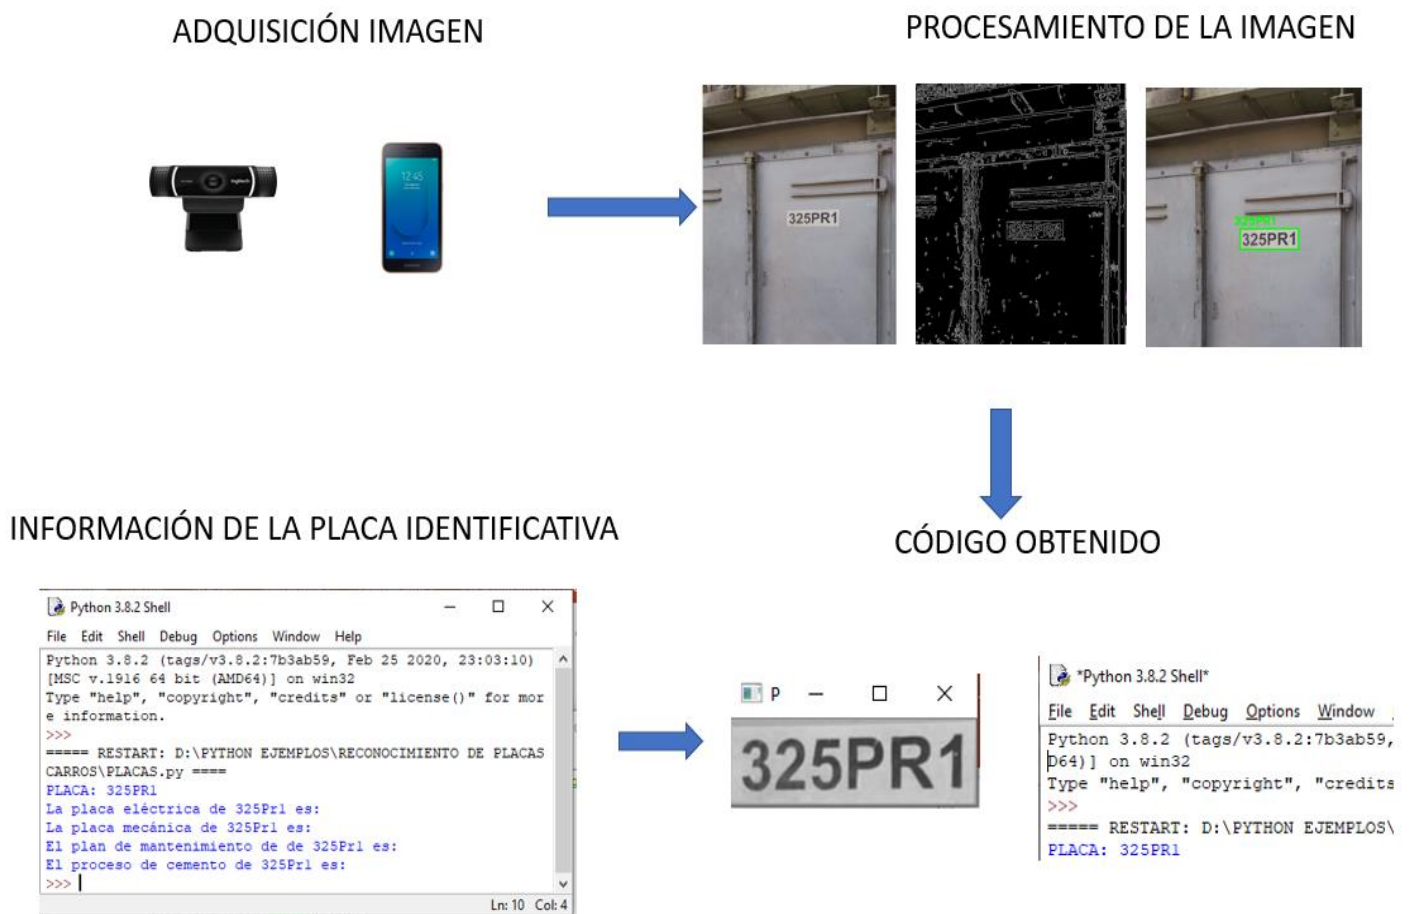 ADQUISICIÓN IMAGEN
PROCESAMIENTO DE LA IMAGEN
12:45
logitech
325PR1
325PR1
325PR1
INFORMACIÓN DE LA PLACA IDENTIFICATIVA
CÓDIGO OBTENIDO
Python 3.8.2 Shell
File Edit Shell Debug Options Window Help
Python 3.8.2 (tags/v3.8.2:7b3ab59, Feb 25 2020, 23:03:10)
[MSC v.1916 64 bit (AMD64)] on win32
Type "help", "copyright", "credits" or "license()" for mor
e information.
>>>
===== RESTART: D:\PYTHON EJEMPLOS\RECONOCIMIENTO DE PLACAS
CARROS\PLACAS.py ====
PLACA: 325PR1
La placa eléctrica de 325Pr1 es:
La placa mecánica de 325Pr1 es:
El plan de mantenimiento de de 325Pr1 es:
El proceso de cemento de 325Pr1 es:
>>>
Ln: 10 Col: 4
P
325PR1
*Python 3.8.2 Shell*
File Edit Shell Debug Options Window
Python 3.8.2 (tags/v3.8.2:7b3ab59,
D64)] on win32
Type "help", "copyright", "credits
>>>
===== RESTART: D:\PYTHON EJEMPLOS\
PLACA: 325PR1